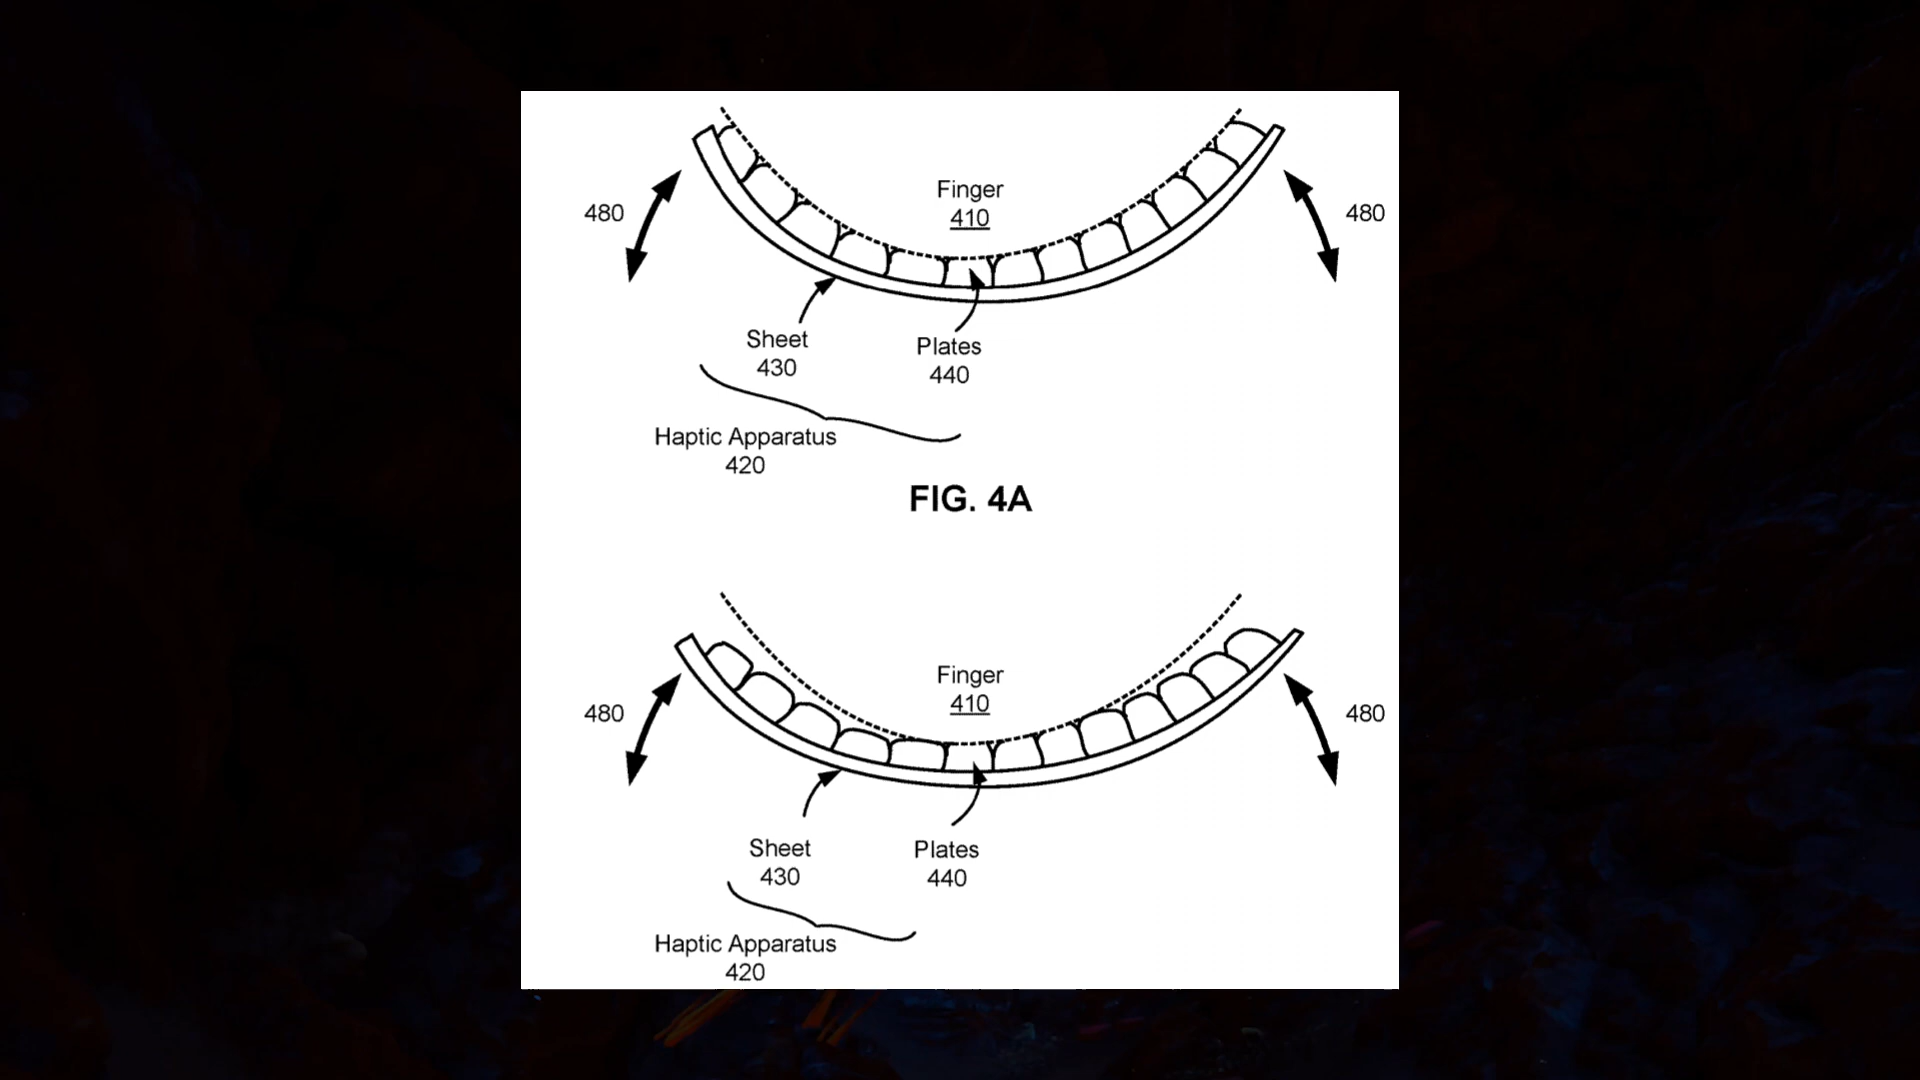 Finger
410
480
480
Sheet
430
Plates
440
Haptic Apparatus
420
FIG. 4A
Finger
410
480
480
Sheet
430
Plates
440
Haptic Apparatus
420